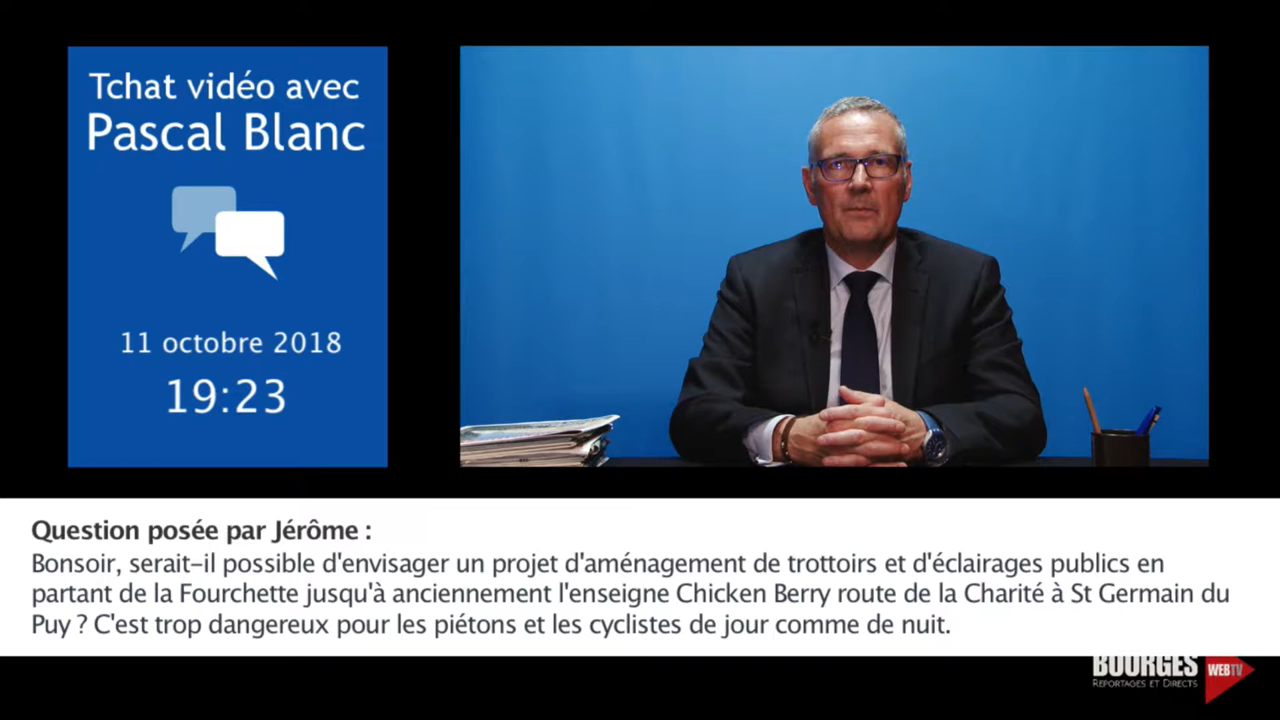 Tchat vidéo avec
Pascal Blanc
11 octobre 2018
19:23
Question posée par Jérôme :
Bonsoir, serait-il possible d'envisager un projet d'aménagement de trottoirs et d'éclairages publics en
partant de la Fourchette jusqu'à anciennement l'enseigne Chicken Berry route de la Charité à St Germain du
Puy ? C'est trop dangereux pour les piétons et les cyclistes de jour comme de nuit.
BOURGES
REPORTAGES ET DIRECTS
WEBTV